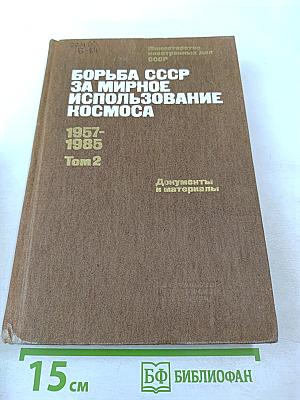 Министерство
иностранных дел
СССР
БОРЬБА СССР
ЗА МИРНОЕ
ИСПОЛЬЗОВАНИЕ
КОСМОСА
1957-
1985
Том 2
Документы
и материалы
15 см
БФ БИБЛИОФАН